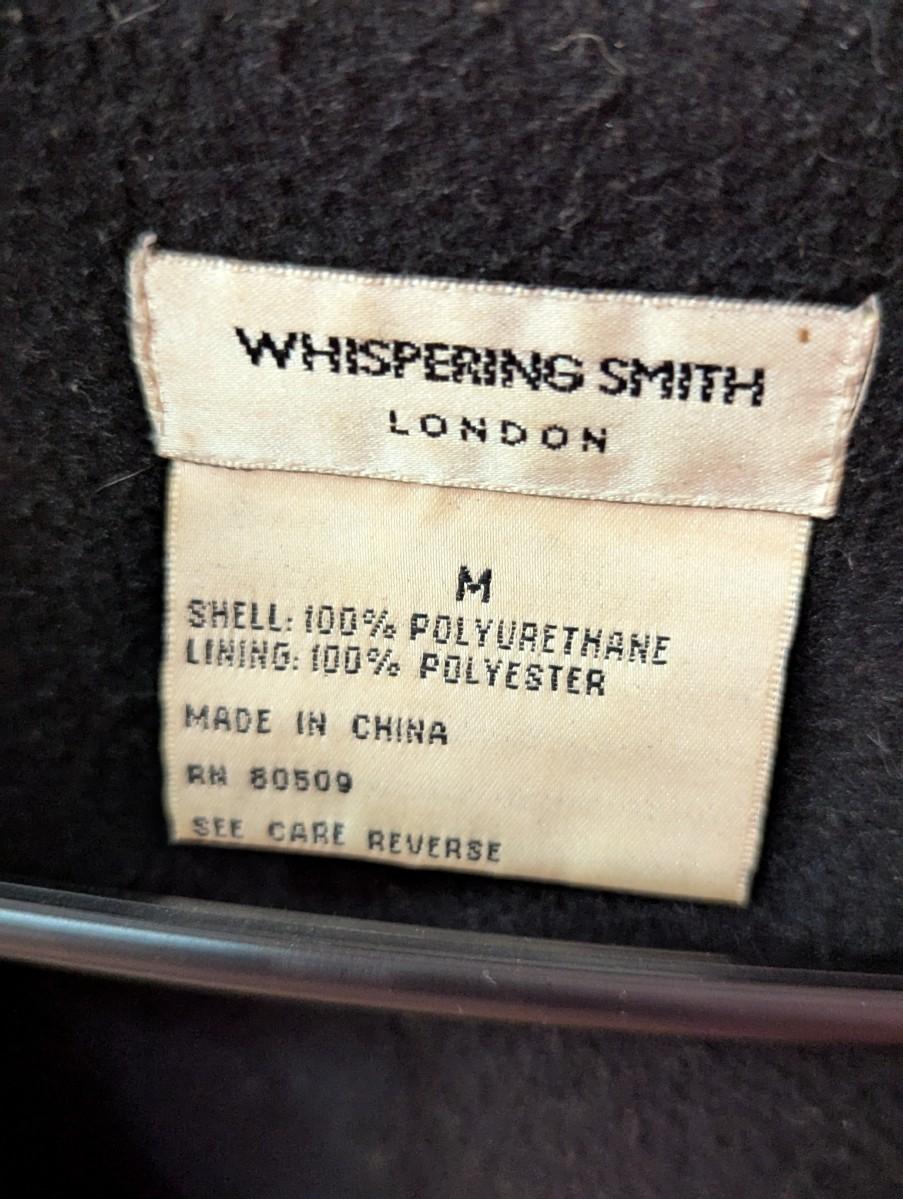 WHISPERING SMITH
LONDON
M
SHELL: 100% POLYURETHANE
LINING: 100% POLYESTER
MADE IN CHINA
RN 80509
SEE CARE REVERSE